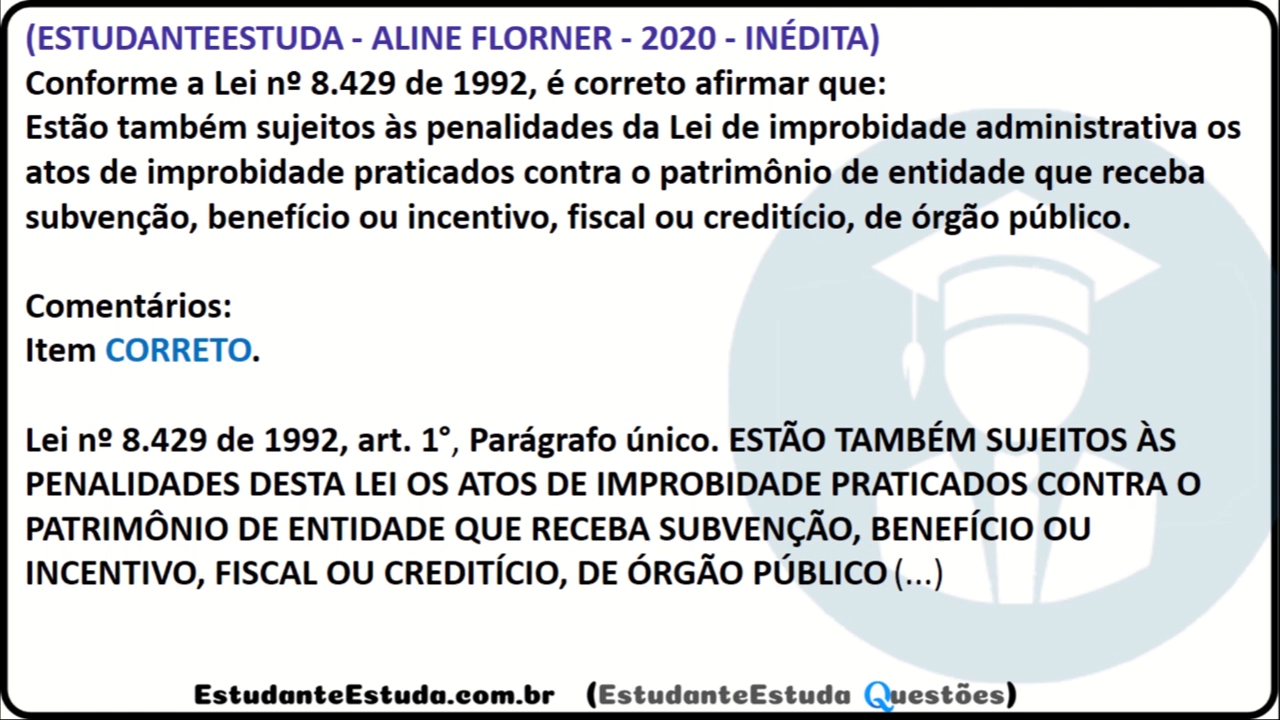 (ESTUDANTEESTUDA - ALINE FLORNER - 2020 - INÉDITA)
Conforme a Lei nº 8.429 de 1992, é correto afirmar que:
Estão também sujeitos às penalidades da Lei de improbidade administrativa os
atos de improbidade praticados contra o patrimônio de entidade que receba
subvenção, benefício ou incentivo, fiscal ou creditício, de órgão público.
Comentários:
Item CORRETO.
Lei nº 8.429 de 1992, art. 1°, Parágrafo único. ESTÃO TAMBÉM SUJEITOS ÀS
PENALIDADES DESTA LEI OS ATOS DE IMPROBIDADE PRATICADOS CONTRA O
PATRIMÔNIO DE ENTIDADE QUE RECEBA SUBVENÇÃO, BENEFÍCIO OU
INCENTIVO, FISCAL OU CREDITÍCIO, DE ÓRGÃO PÚBLICO (...)
EstudanteEstuda.com.br (EstudanteEstuda Questões)